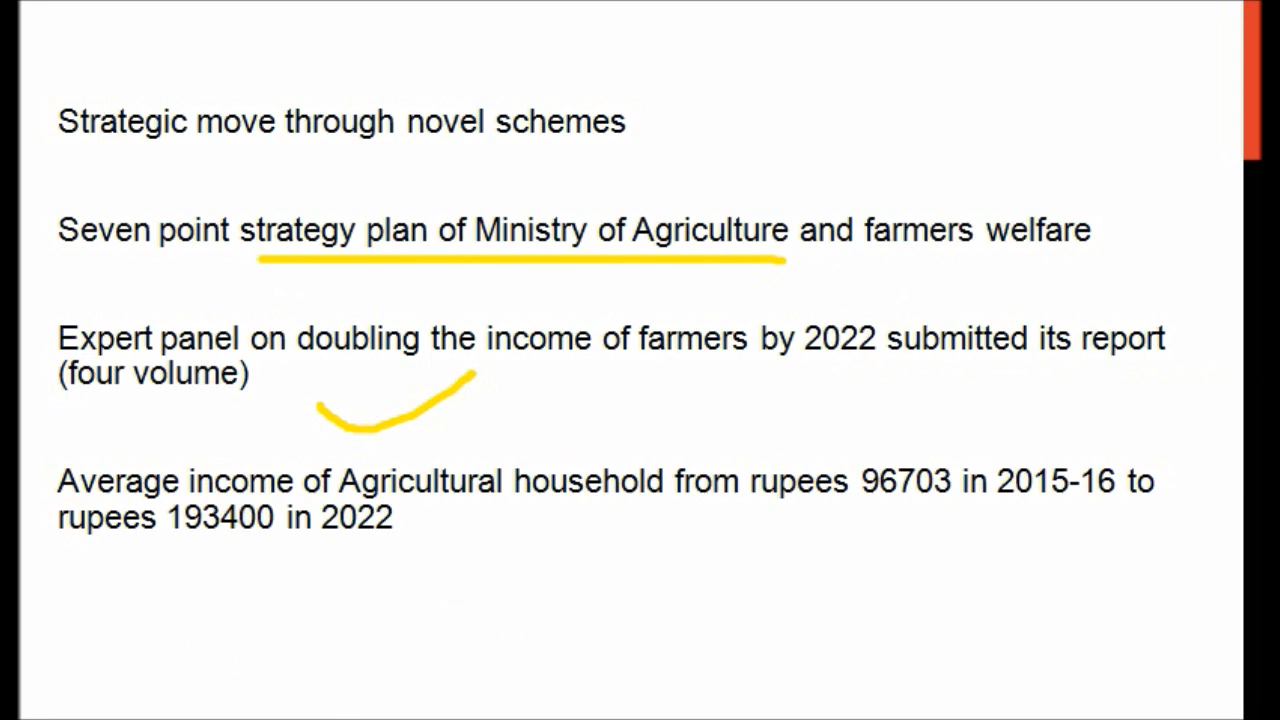 Strategic move through novel schemes
Seven point strategy plan of Ministry of Agriculture and farmers welfare
Expert panel on doubling the income of farmers by 2022 submitted its report
(four volume)
Average income of Agricultural household from rupees 96703 in 2015-16 to
rupees 193400 in 2022